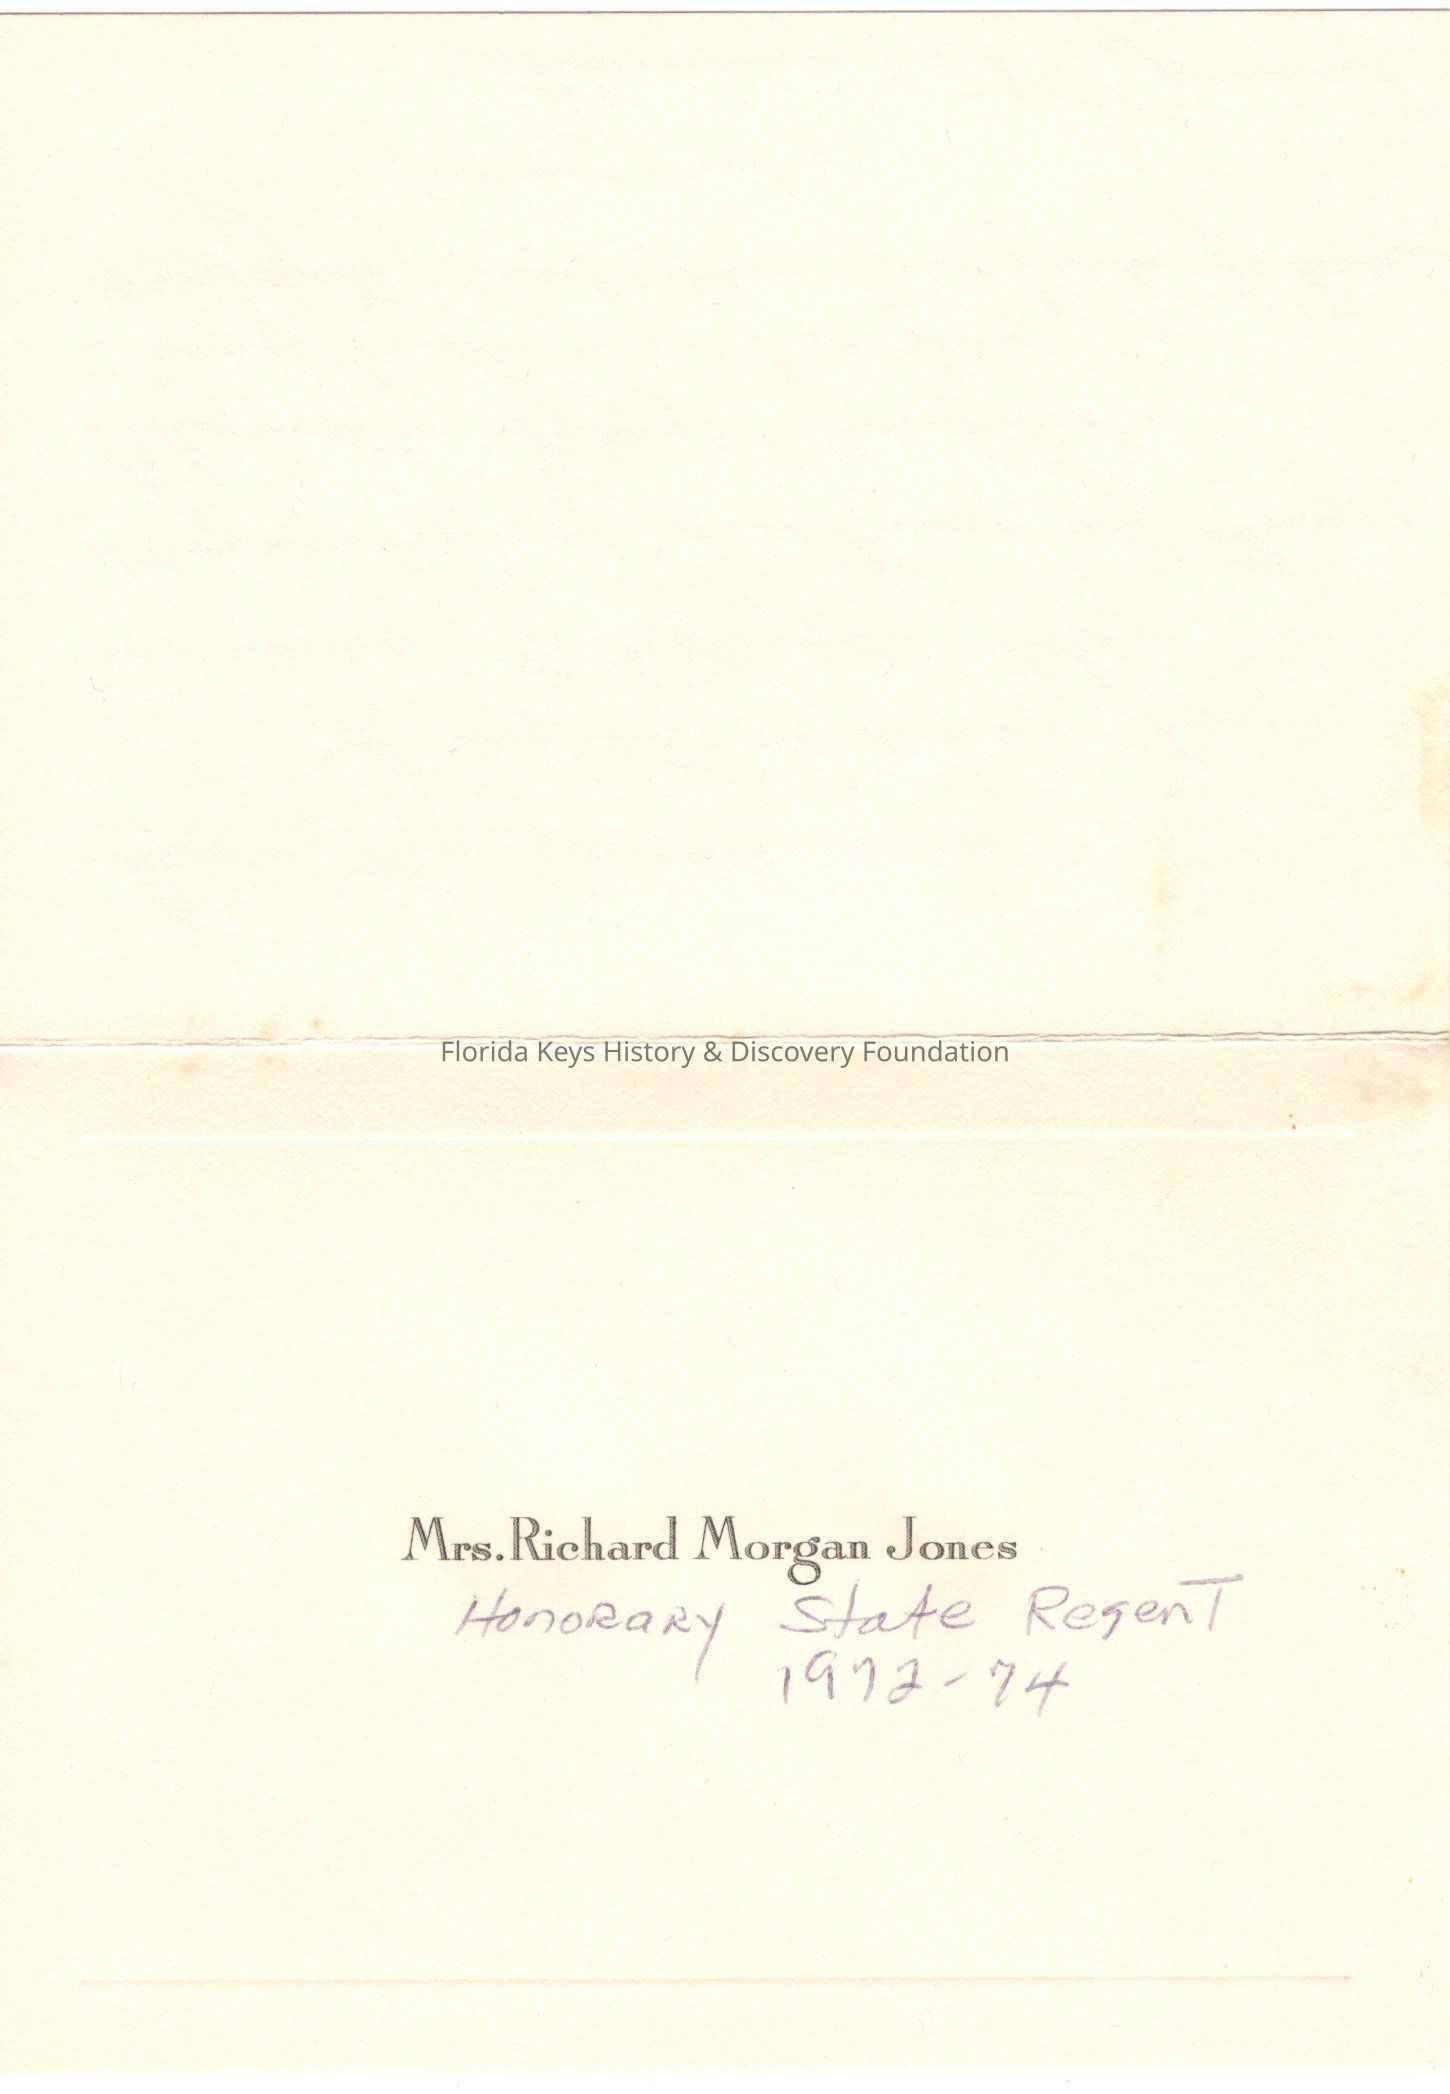 Florida Keys History & Discovery Foundation
Mrs. Richard Morgan Jones
Honorary State Regent
1972-74